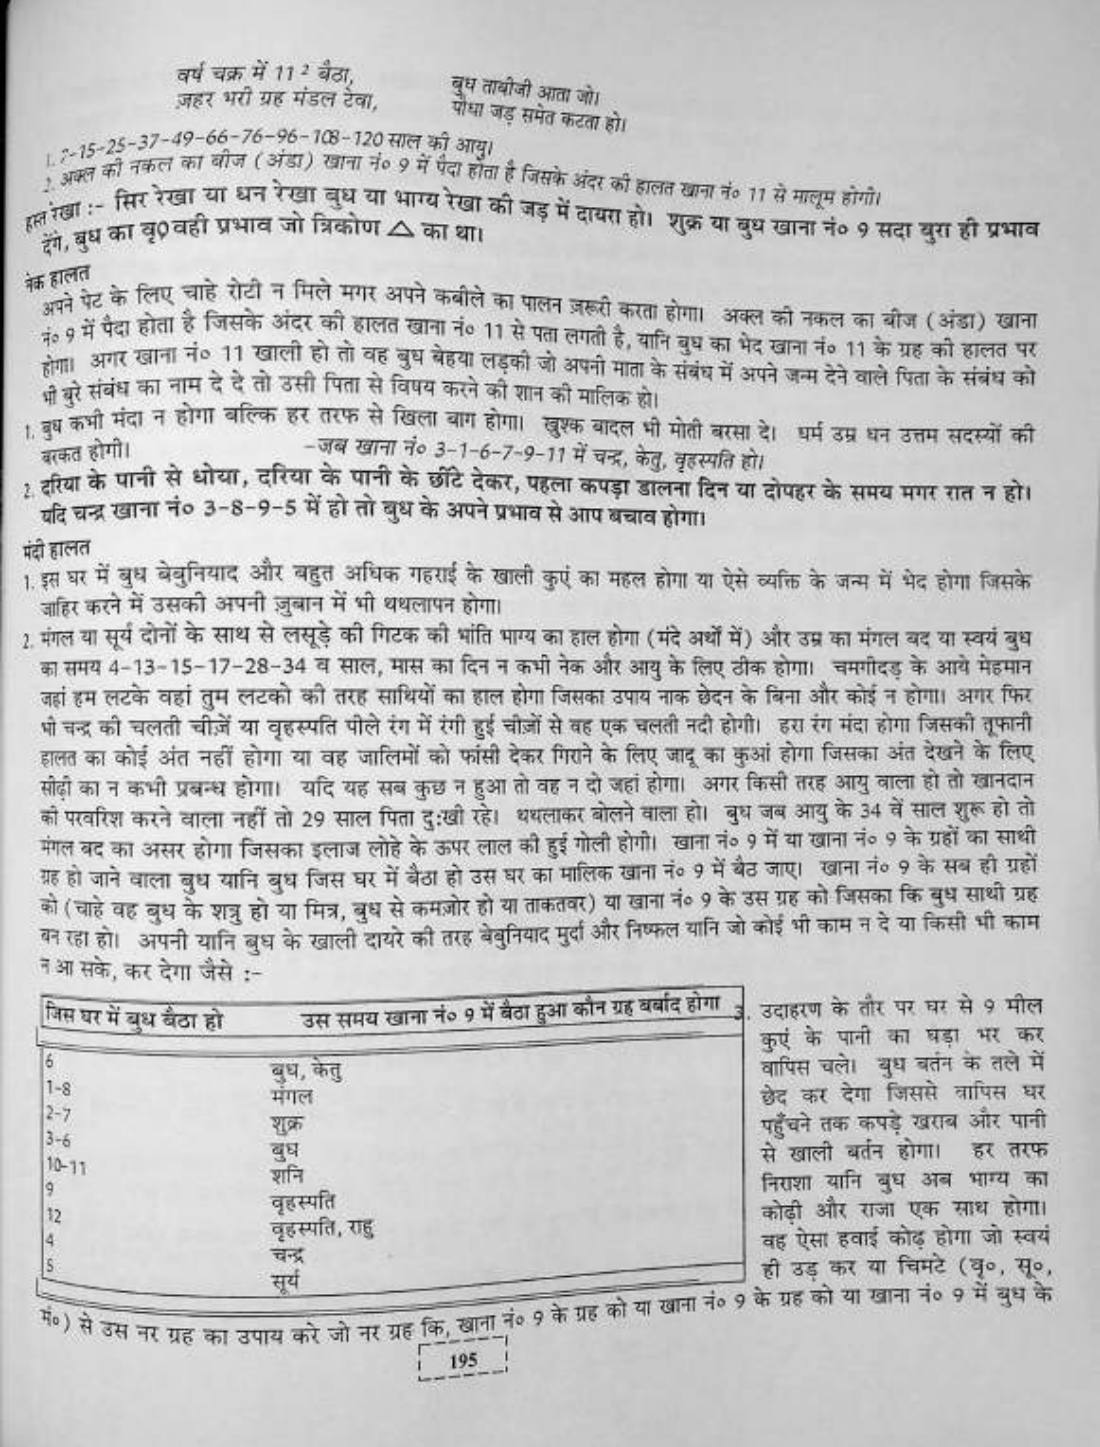 वर्ष चक्र में 11 ² बैठा, बुध ताबीजी आता जो।
ज़हर भरी ग्रह मंडल टेवा, पौधा जड़ समेत कटता हो।
-15-25-37-49-66-76-96-108-120 साल की आयु।
अक्ल की नकल का बीज (अंडा) खाना नं० 9 में पैदा होता है जिसके अंदर की हालत खाना नं० 11 से मालूम होगी।
हस्त रेखा :- सिर रेखा या धन रेखा बुध या भाग्य रेखा की जड़ में दायरा हो। शुक्र या बुध खाना नं० 9 सदा बुरा ही प्रभाव
देंगे, बुध का वृ० वही प्रभाव जो त्रिकोण △ का था।
नेक हालत
अपने पेट के लिए चाहे रोटी न मिले मगर अपने कबीले का पालन ज़रूरी करता होगा। अक्ल की नकल का बीज (अंडा) खाना
नं० 9 में पैदा होता है जिसके अंदर की हालत खाना नं० 11 से पता लगती है, यानि बुध का भेद खाना नं० 11 के ग्रह की हालत पर
होगा। अगर खाना नं० 11 खाली हो तो वह बुध बेहया लड़की जो अपनी माता के संबंध में अपने जन्म देने वाले पिता के संबंध को
भी बुरे संबंध का नाम दे दे तो उसी पिता से विषय करने की शान की मालिक हो।
1. बुध कभी मंदा न होगा बल्कि हर तरफ से खिला बाग होगा। खुश्क बादल भी मोती बरसा दे। धर्म उम्र धन उत्तम सदस्यों की
बरकत होगी। -जब खाना नं० 3-1-6-7-9-11 में चन्द्र, केतु, वृहस्पति हो।
2. दरिया के पानी से धोया, दरिया के पानी के छींटे देकर, पहला कपड़ा डालना दिन या दोपहर के समय मगर रात न हो।
यदि चन्द्र खाना नं० 3-8-9-5 में हो तो बुध के अपने प्रभाव से आप बचाव होगा।
मंदी हालत
1. इस घर में बुध बेबुनियाद और बहुत अधिक गहराई के खाली कुएं का महल होगा या ऐसे व्यक्ति के जन्म में भेद होगा जिसके
जाहिर करने में उसकी अपनी ज़ुबान में भी थथलापन होगा।
2. मंगल या सूर्य दोनों के साथ से लसूड़े की गिटक की भांति भाग्य का हाल होगा (मंदे अर्थों में) और उम्र का मंगल बद या स्वयं बुध
का समय 4-13-15-17-28-34 व साल, मास का दिन न कभी नेक और आयु के लिए ठीक होगा। चमगीदड़ के आये मेहमान
जहां हम लटके वहां तुम लटको की तरह साथियों का हाल होगा जिसका उपाय नाक छेदन के बिना और कोई न होगा। अगर फिर
भी चन्द्र की चलती चीज़ें या वृहस्पति पीले रंग में रंगी हुई चीज़ों से वह एक चलती नदी होगी। हरा रंग मंदा होगा जिसकी तूफानी
हालत का कोई अंत नहीं होगा या वह जालिमों को फांसी देकर गिराने के लिए जादू का कुआं होगा जिसका अंत देखने के लिए
सीढ़ी का न कभी प्रबन्ध होगा। यदि यह सब कुछ न हुआ तो वह न दो जहां होगा। अगर किसी तरह आयु वाला हो तो खानदान
की परवरिश करने वाला नहीं तो 29 साल पिता दुःखी रहे। थथलाकर बोलने वाला हो। बुध जब आयु के 34 वें साल शुरू हो तो
मंगल बद का असर होगा जिसका इलाज लोहे के ऊपर लाल की हुई गोली होगी। खाना नं० 9 में या खाना नं० 9 के ग्रहों का साथी
ग्रह हो जाने वाला बुध यानि बुध जिस घर में बैठा हो उस घर का मालिक खाना नं० 9 में बैठ जाए। खाना नं० 9 के सब ही ग्रहों
को (चाहे वह बुध के शत्रु हो या मित्र, बुध से कमज़ोर हो या ताकतवर) या खाना नं० 9 के उस ग्रह को जिसका कि बुध साथी ग्रह
बन रहा हो। अपनी यानि बुध के खाली दायरे की तरह बेबुनियाद मुर्दा और निष्फल यानि जो कोई भी काम न दे या किसी भी काम
न आ सके, कर देगा जैसे :-
जिस घर में बुध बैठा हो उस समय खाना नं० 9 में बैठा हुआ कौन ग्रह बर्बाद होगा
6 बुध, केतु
1-8 मंगल
2-7 शुक्र
3-6 बुध
10-11 शनि
9 वृहस्पति
12 वृहस्पति, राहु
4 चन्द्र
5 सूर्य
3. उदाहरण के तौर पर घर से 9 मील
कुएं के पानी का घड़ा भर कर
वापिस चले। बुध बर्तन के तले में
छेद कर देगा जिससे वापिस घर
पहुँचने तक कपड़े खराब और पानी
से खाली बर्तन होगा। हर तरफ
निराशा यानि बुध अब भाग्य का
कोढ़ी और राजा एक साथ होगा।
वह ऐसा हवाई कोढ़ होगा जो स्वयं
ही उड़ कर या चिमटे (वृ०, सू०,
मं०) से उस नर ग्रह का उपाय करे जो नर ग्रह कि, खाना नं० 9 के ग्रह को या खाना नं० 9 के ग्रह को या खाना नं० 9 में बुध के
195